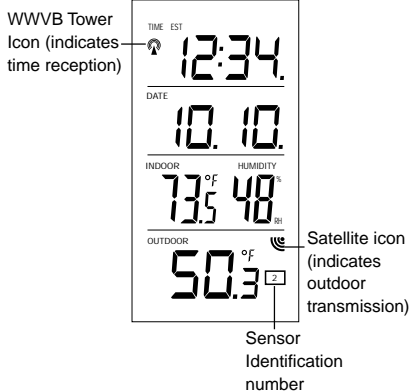 WWVB Tower
Icon (indicates
time reception)
TIME EST
12:34.
DATE
10. 10.
INDOOR HUMIDITY
73.5 °F 48 %
RH
OUTDOOR
50.3 °F
2
Satellite icon
(indicates
outdoor
transmission)
Sensor
Identification
number